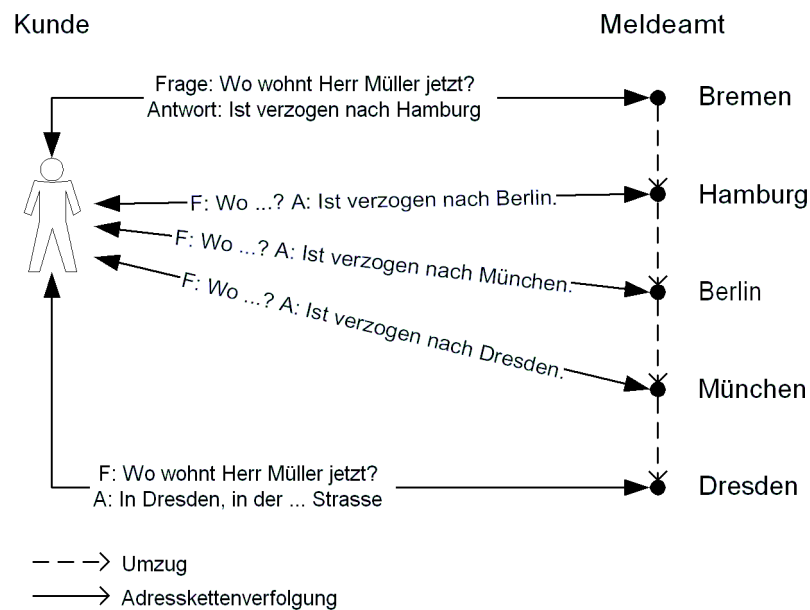 Kunde
Meldeamt
Frage: Wo wohnt Herr Müller jetzt?
Antwort: Ist verzogen nach Hamburg
Bremen
F: Wo ...? A: Ist verzogen nach Berlin.
Hamburg
F: Wo ...? A: Ist verzogen nach München.
Berlin
F: Wo ...? A: Ist verzogen nach Dresden.
München
F: Wo wohnt Herr Müller jetzt?
A: In Dresden, in der ... Strasse
Dresden
Umzug
Adresskettenverfolgung